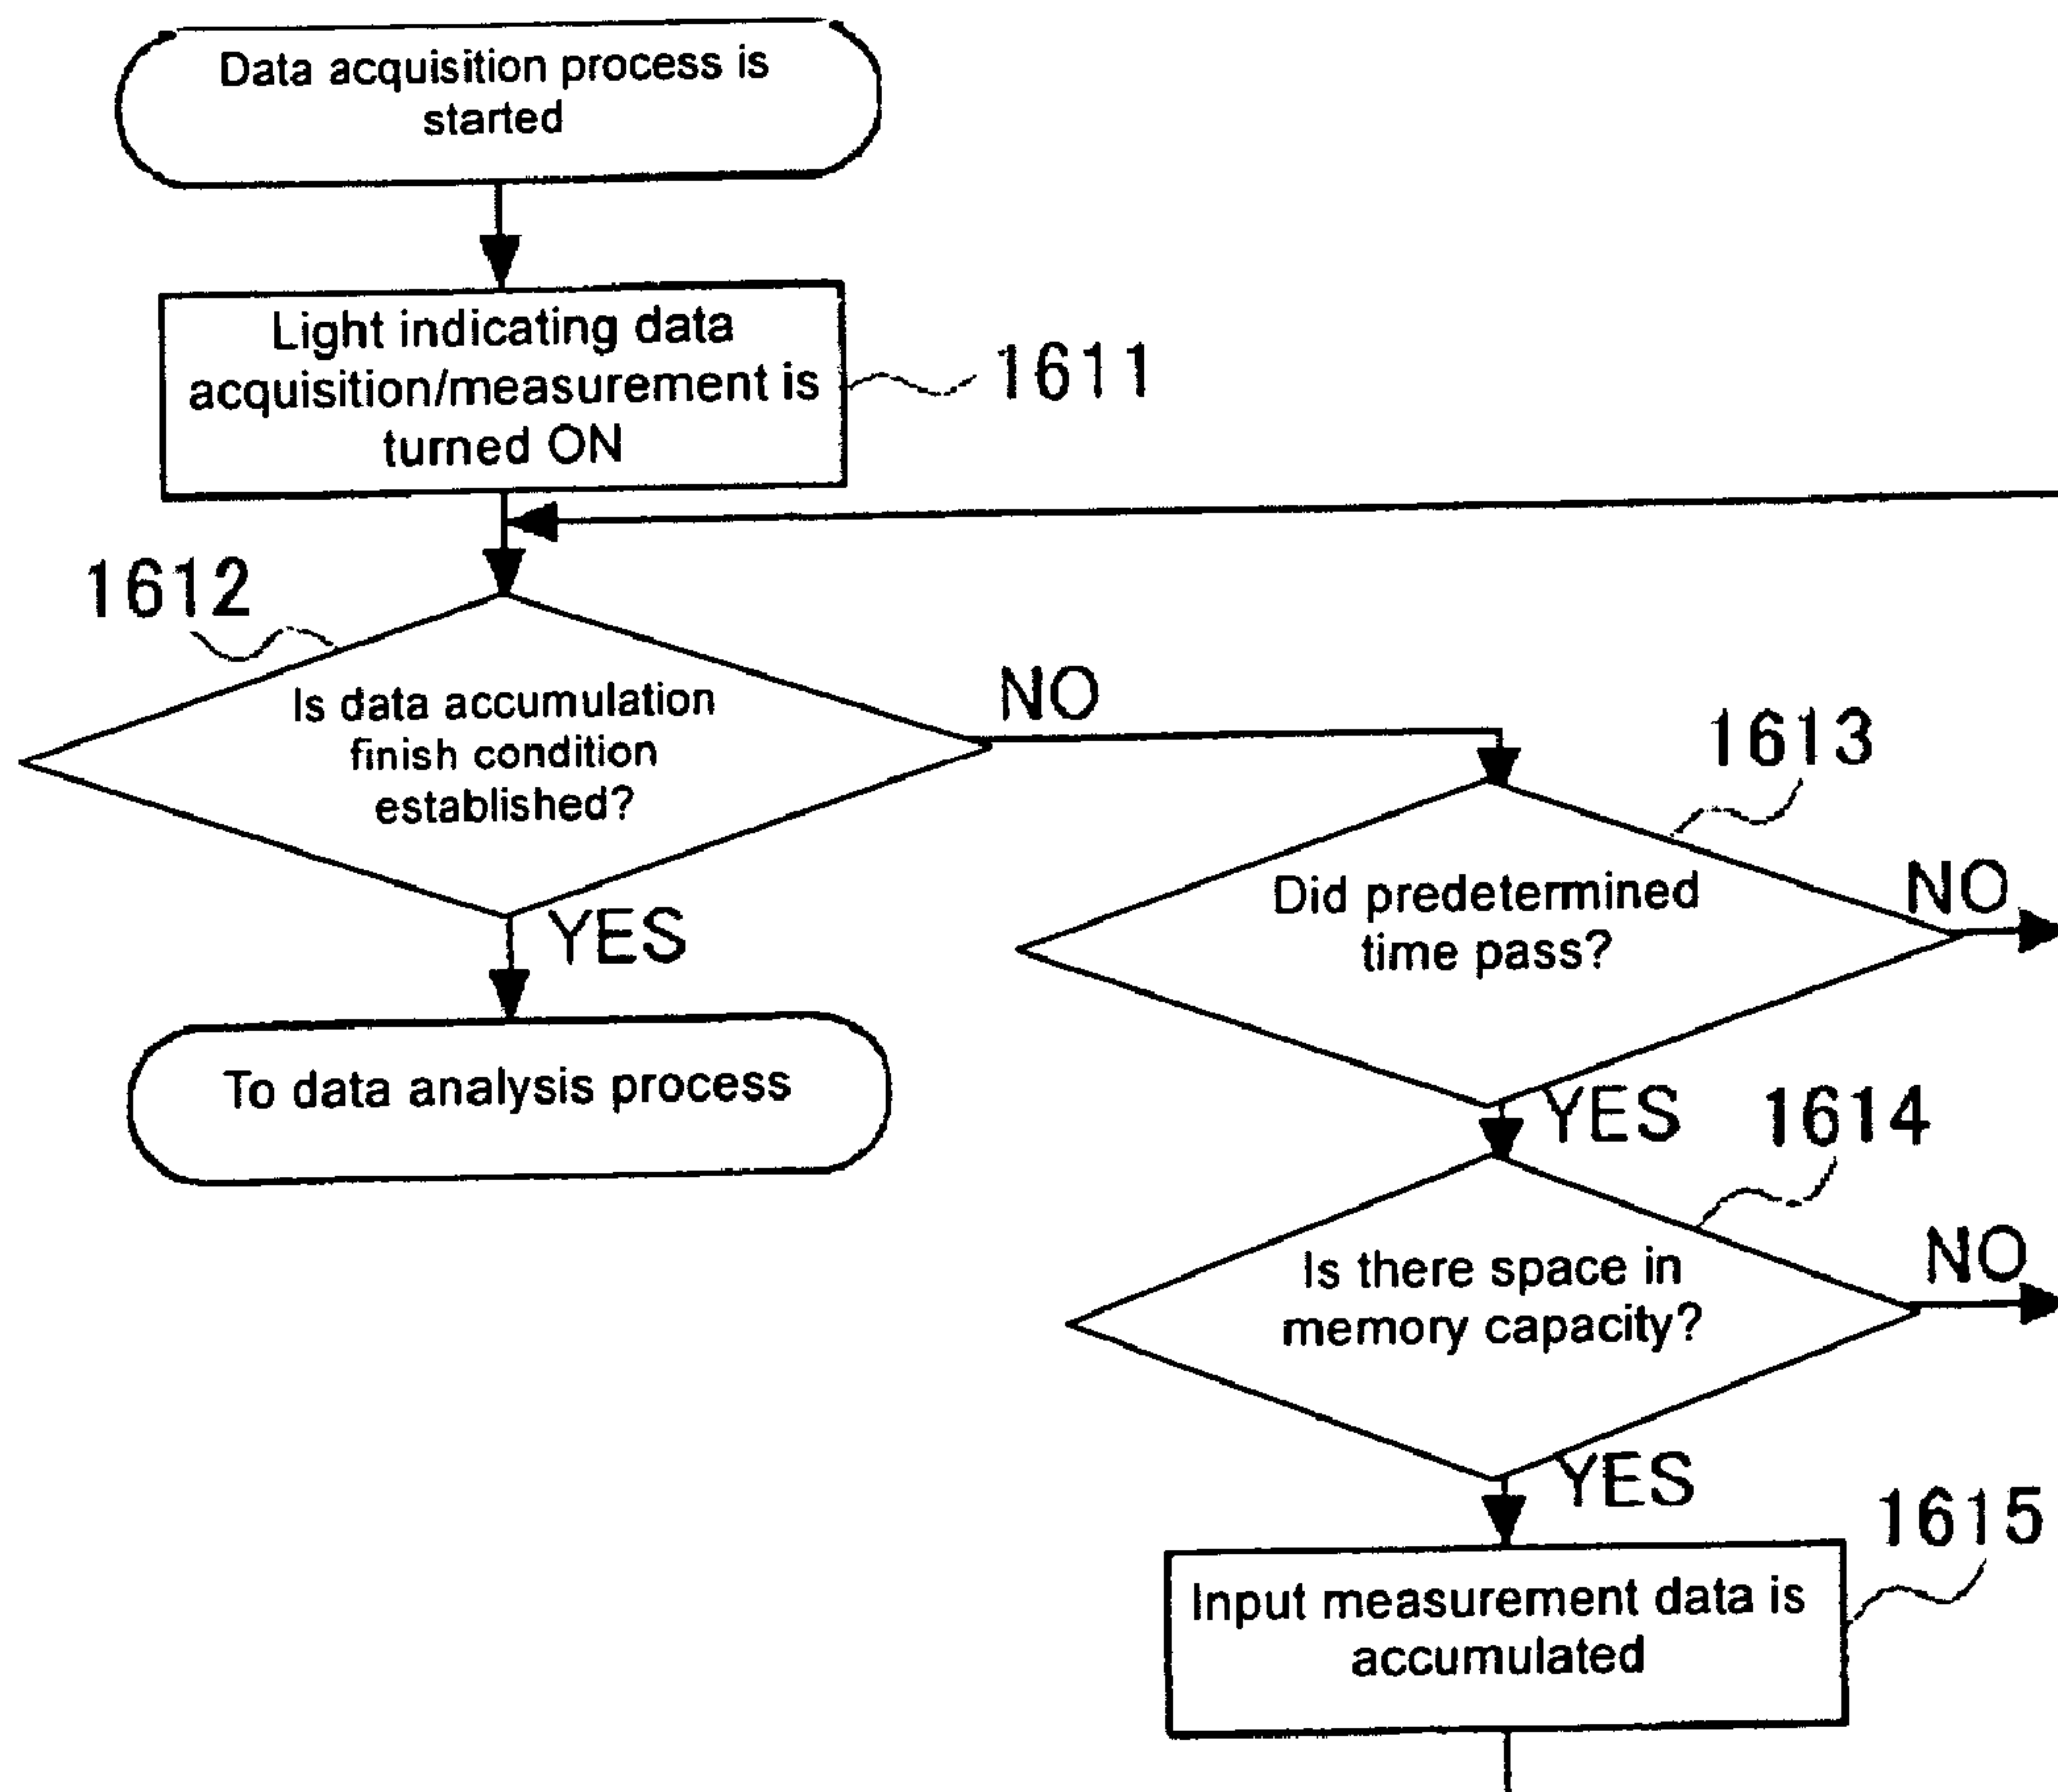 Data acquisition process is
started
Light indicating data
acquisition/measurement is
turned ON
1611
1612
Is data accumulation
finish condition
established?
NO
YES
To data analysis process
1613
Did predetermined
time pass?
NO
YES
1614
Is there space in
memory capacity?
NO
YES
1615
Input measurement data is
accumulated